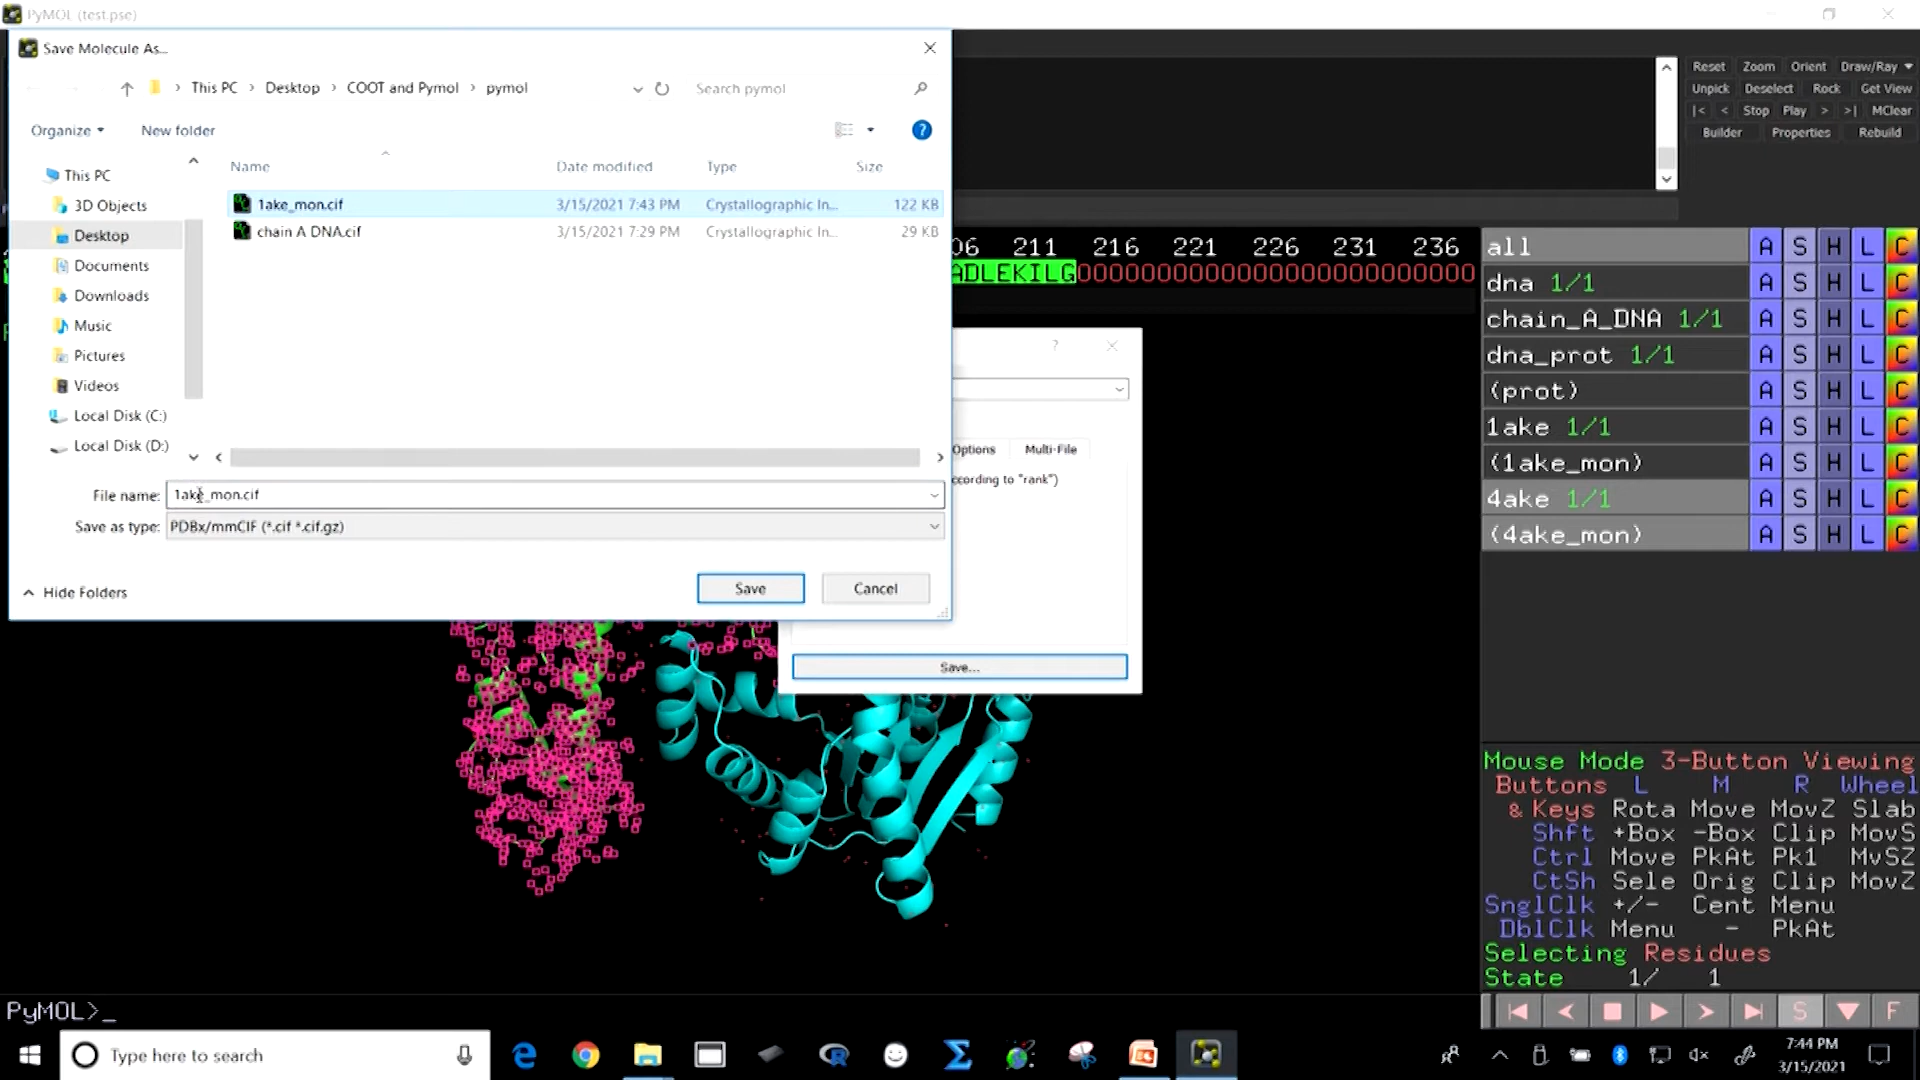 PyMOL (test.pse)
Save Molecule As...
This PC > Desktop > COOT and Pymol > pymol
Search pymol
Organize
New folder
?
Name Date modified Type Size
1ake_mon.cif 3/15/2021 7:43 PM Crystallographic In... 122 KB
chain A DNA.cif 3/15/2021 7:29 PM Crystallographic In... 29 KB
This PC
3D Objects
Desktop
Documents
Downloads
Music
Pictures
Videos
Local Disk (C:)
Local Disk (D:)
File name: 1ake_mon.cif
Save as type: PDBx/mmCIF (*.cif *.cif.gz)
Hide Folders
Save
Cancel
Reset Zoom Orient Draw/Ray
Unpick Deselect Rock Get View
|< < Stop Play > >| MClear
Builder Properties Rebuild
06 211 216 221 226 231 236
ADLEKILGOOOOOOOOOOOOOOOOOOOOOOOOO
?
Options
Multi-File
ccording to "rank")
Save...
all A S H L C
dna 1/1 A S H L C
chain_A_DNA 1/1 A S H L C
dna_prot 1/1 A S H L C
(prot) A S H L C
1ake 1/1 A S H L C
(1ake_mon) A S H L C
4ake 1/1 A S H L C
(4ake_mon) A S H L C
Mouse Mode 3-Button Viewing
Buttons L M R Wheel
& Keys Rota Move MovZ Slab
Shft +Box -Box Clip MovS
Ctrl Move PkAt Pk1 MvSZ
CtSh Sele Orig Clip MovZ
SnglClk +/- Cent Menu
DblClk Menu - PkAt
Selecting Residues
State 1/ 1
S F
PyMOL>_
Type here to search
7:44 PM
3/15/2021